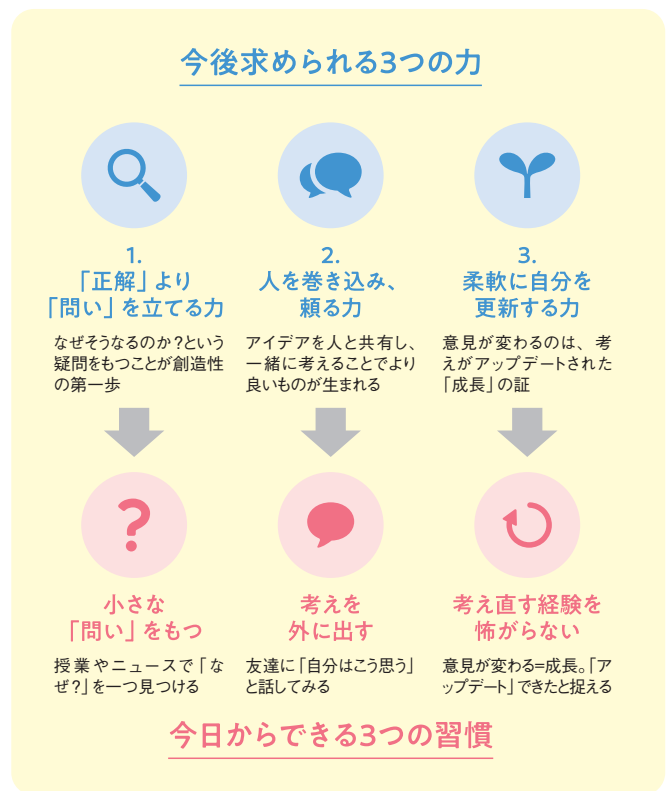 今後求められる3つの力
1.
「正解」より
「問い」を立てる力
なぜそうなるのか?という
疑問をもつことが創造性
の第一歩
2.
人を巻き込み、
頼る力
アイデアを人と共有し、
一緒に考えることでより
良いものが生まれる
3.
柔軟に自分を
更新する力
意見が変わるのは、考
えがアップデートされた
「成長」の証
?
小さな
「問い」をもつ
授業やニュースで「な
ぜ?」を一つ見つける
考えを
外に出す
友達に「自分はこう思う」
と話してみる
考え直す経験を
怖がらない
意見が変わる=成長。「ア
ップデート」できたと捉える
今日からできる3つの習慣